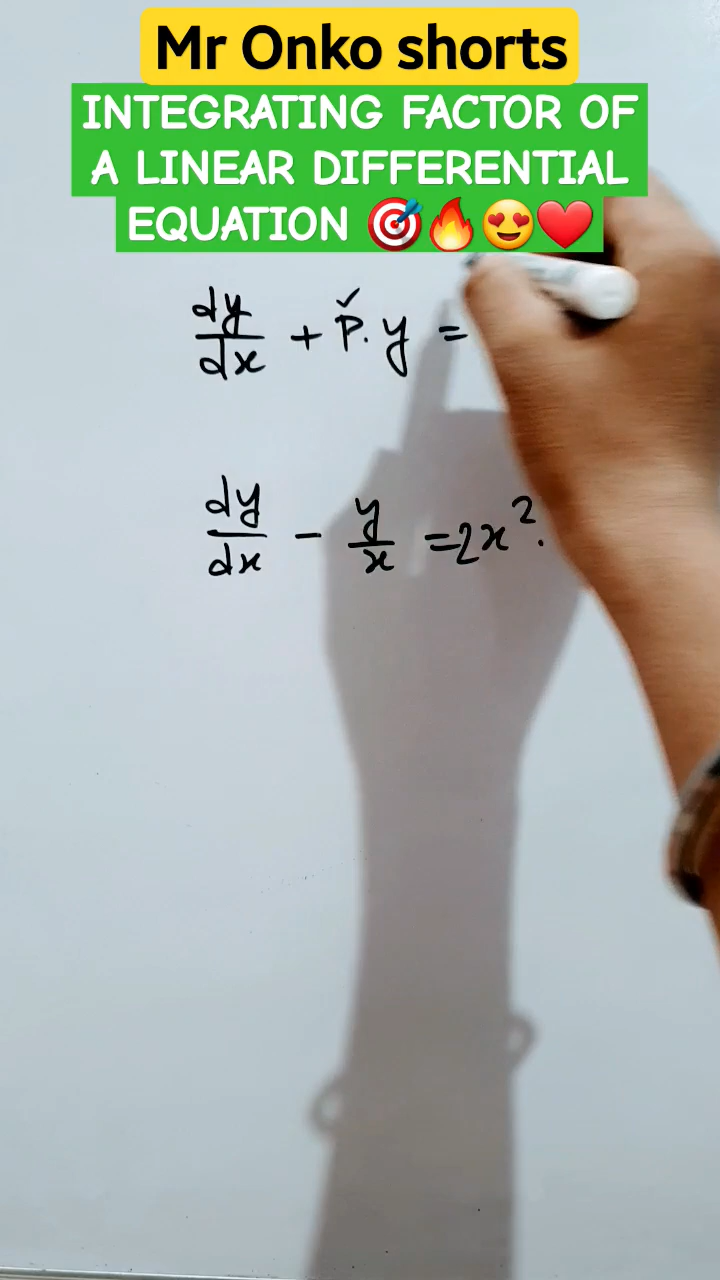 Mr Onko shorts
INTEGRATING FACTOR OF
A LINEAR DIFFERENTIAL
EQUATION 🎯🔥😍❤️
dy/dx + P. y =
dy/dx - y/x = 2x².